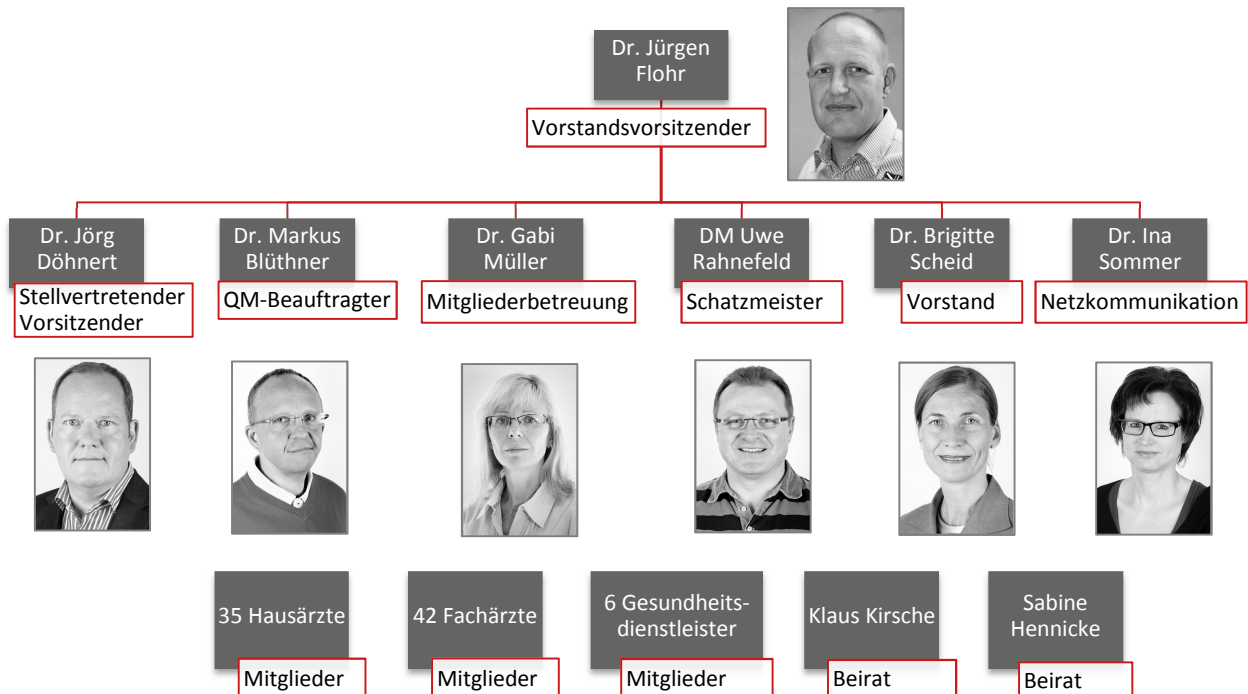 Dr. Jürgen
Flohr
Vorstandsvorsitzender
Dr. Jörg
Döhnert
Stellvertretender
Vorsitzender
Dr. Markus
Blüthner
QM-Beauftragter
Dr. Gabi
Müller
Mitgliederbetreuung
DM Uwe
Rahnefeld
Schatzmeister
Dr. Brigitte
Scheid
Vorstand
Dr. Ina
Sommer
Netzkommunikation
35 Hausärzte
Mitglieder
42 Fachärzte
Mitglieder
6 Gesundheits-
dienstleister
Mitglieder
Klaus Kirsche
Beirat
Sabine
Hennicke
Beirat